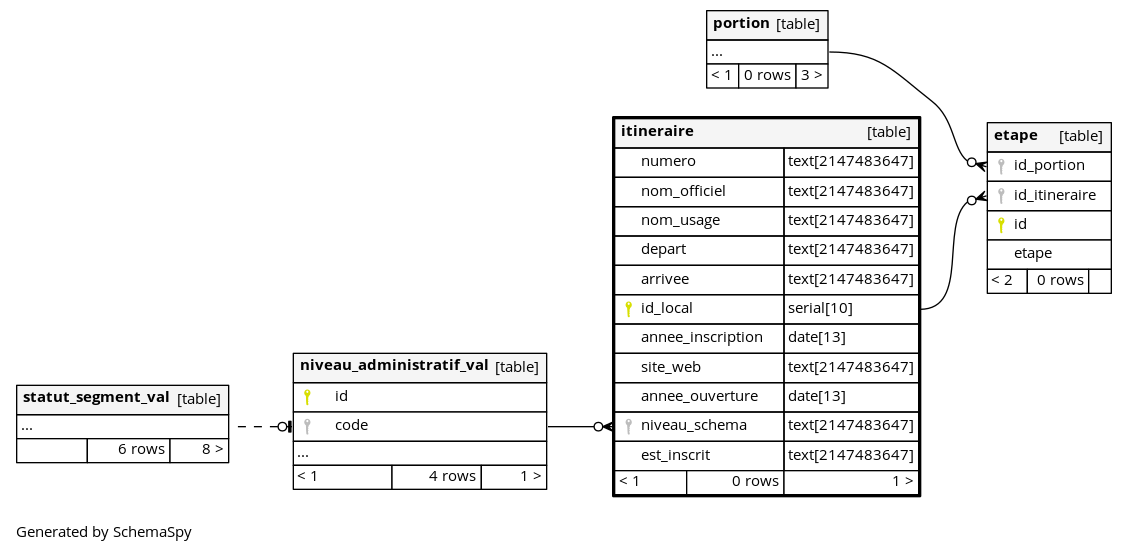 portion [table]
...
< 1 0 rows 3 >
itineraire [table]
numero text[2147483647]
nom_officiel text[2147483647]
nom_usage text[2147483647]
depart text[2147483647]
arrivee text[2147483647]
id_local serial[10]
annee_inscription date[13]
site_web text[2147483647]
annee_ouverture date[13]
niveau_schema text[2147483647]
est_inscrit text[2147483647]
< 1 0 rows 1 >
etape [table]
id_portion
id_itineraire
id
etape
< 2 0 rows
niveau_administratif_val [table]
id
code
...
< 1 4 rows 1 >
statut_segment_val [table]
...
6 rows 8 >
Generated by SchemaSpy